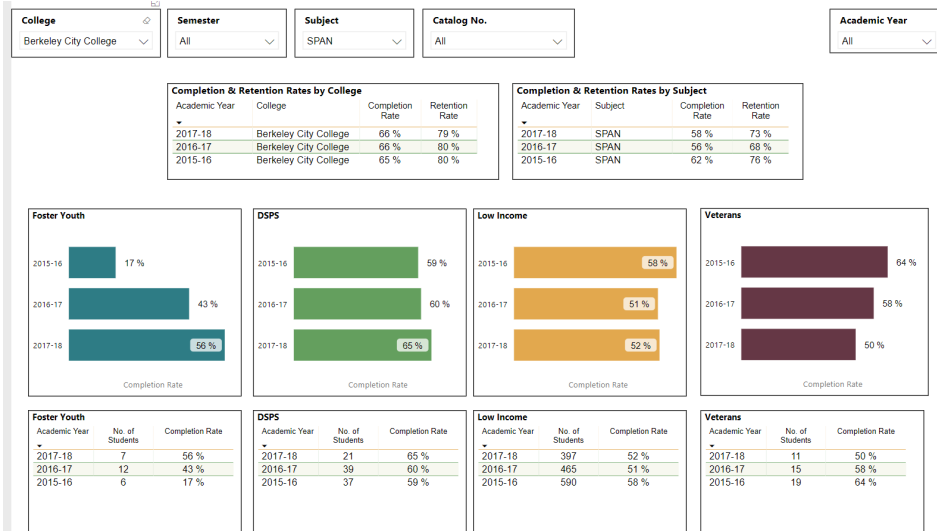 College
Berkeley City College
Semester
All
Subject
SPAN
Catalog No.
All
Academic Year
All
Completion & Retention Rates by College
Academic Year College Completion Rate Retention Rate
2017-18 Berkeley City College 66 % 79 %
2016-17 Berkeley City College 66 % 80 %
2015-16 Berkeley City College 65 % 80 %
Completion & Retention Rates by Subject
Academic Year Subject Completion Rate Retention Rate
2017-18 SPAN 58 % 73 %
2016-17 SPAN 56 % 68 %
2015-16 SPAN 62 % 76 %
Foster Youth
2015-16 17 %
2016-17 43 %
2017-18 56 %
Completion Rate
DSPS
2015-16 59 %
2016-17 60 %
2017-18 65 %
Completion Rate
Low Income
2015-16 58 %
2016-17 51 %
2017-18 52 %
Completion Rate
Veterans
2015-16 64 %
2016-17 58 %
2017-18 50 %
Completion Rate
Foster Youth
Academic Year No. of Students Completion Rate
2017-18 7 56 %
2016-17 12 43 %
2015-16 6 17 %
DSPS
Academic Year No. of Students Completion Rate
2017-18 21 65 %
2016-17 39 60 %
2015-16 37 59 %
Low Income
Academic Year No. of Students Completion Rate
2017-18 397 52 %
2016-17 465 51 %
2015-16 590 58 %
Veterans
Academic Year No. of Students Completion Rate
2017-18 11 50 %
2016-17 15 58 %
2015-16 19 64 %